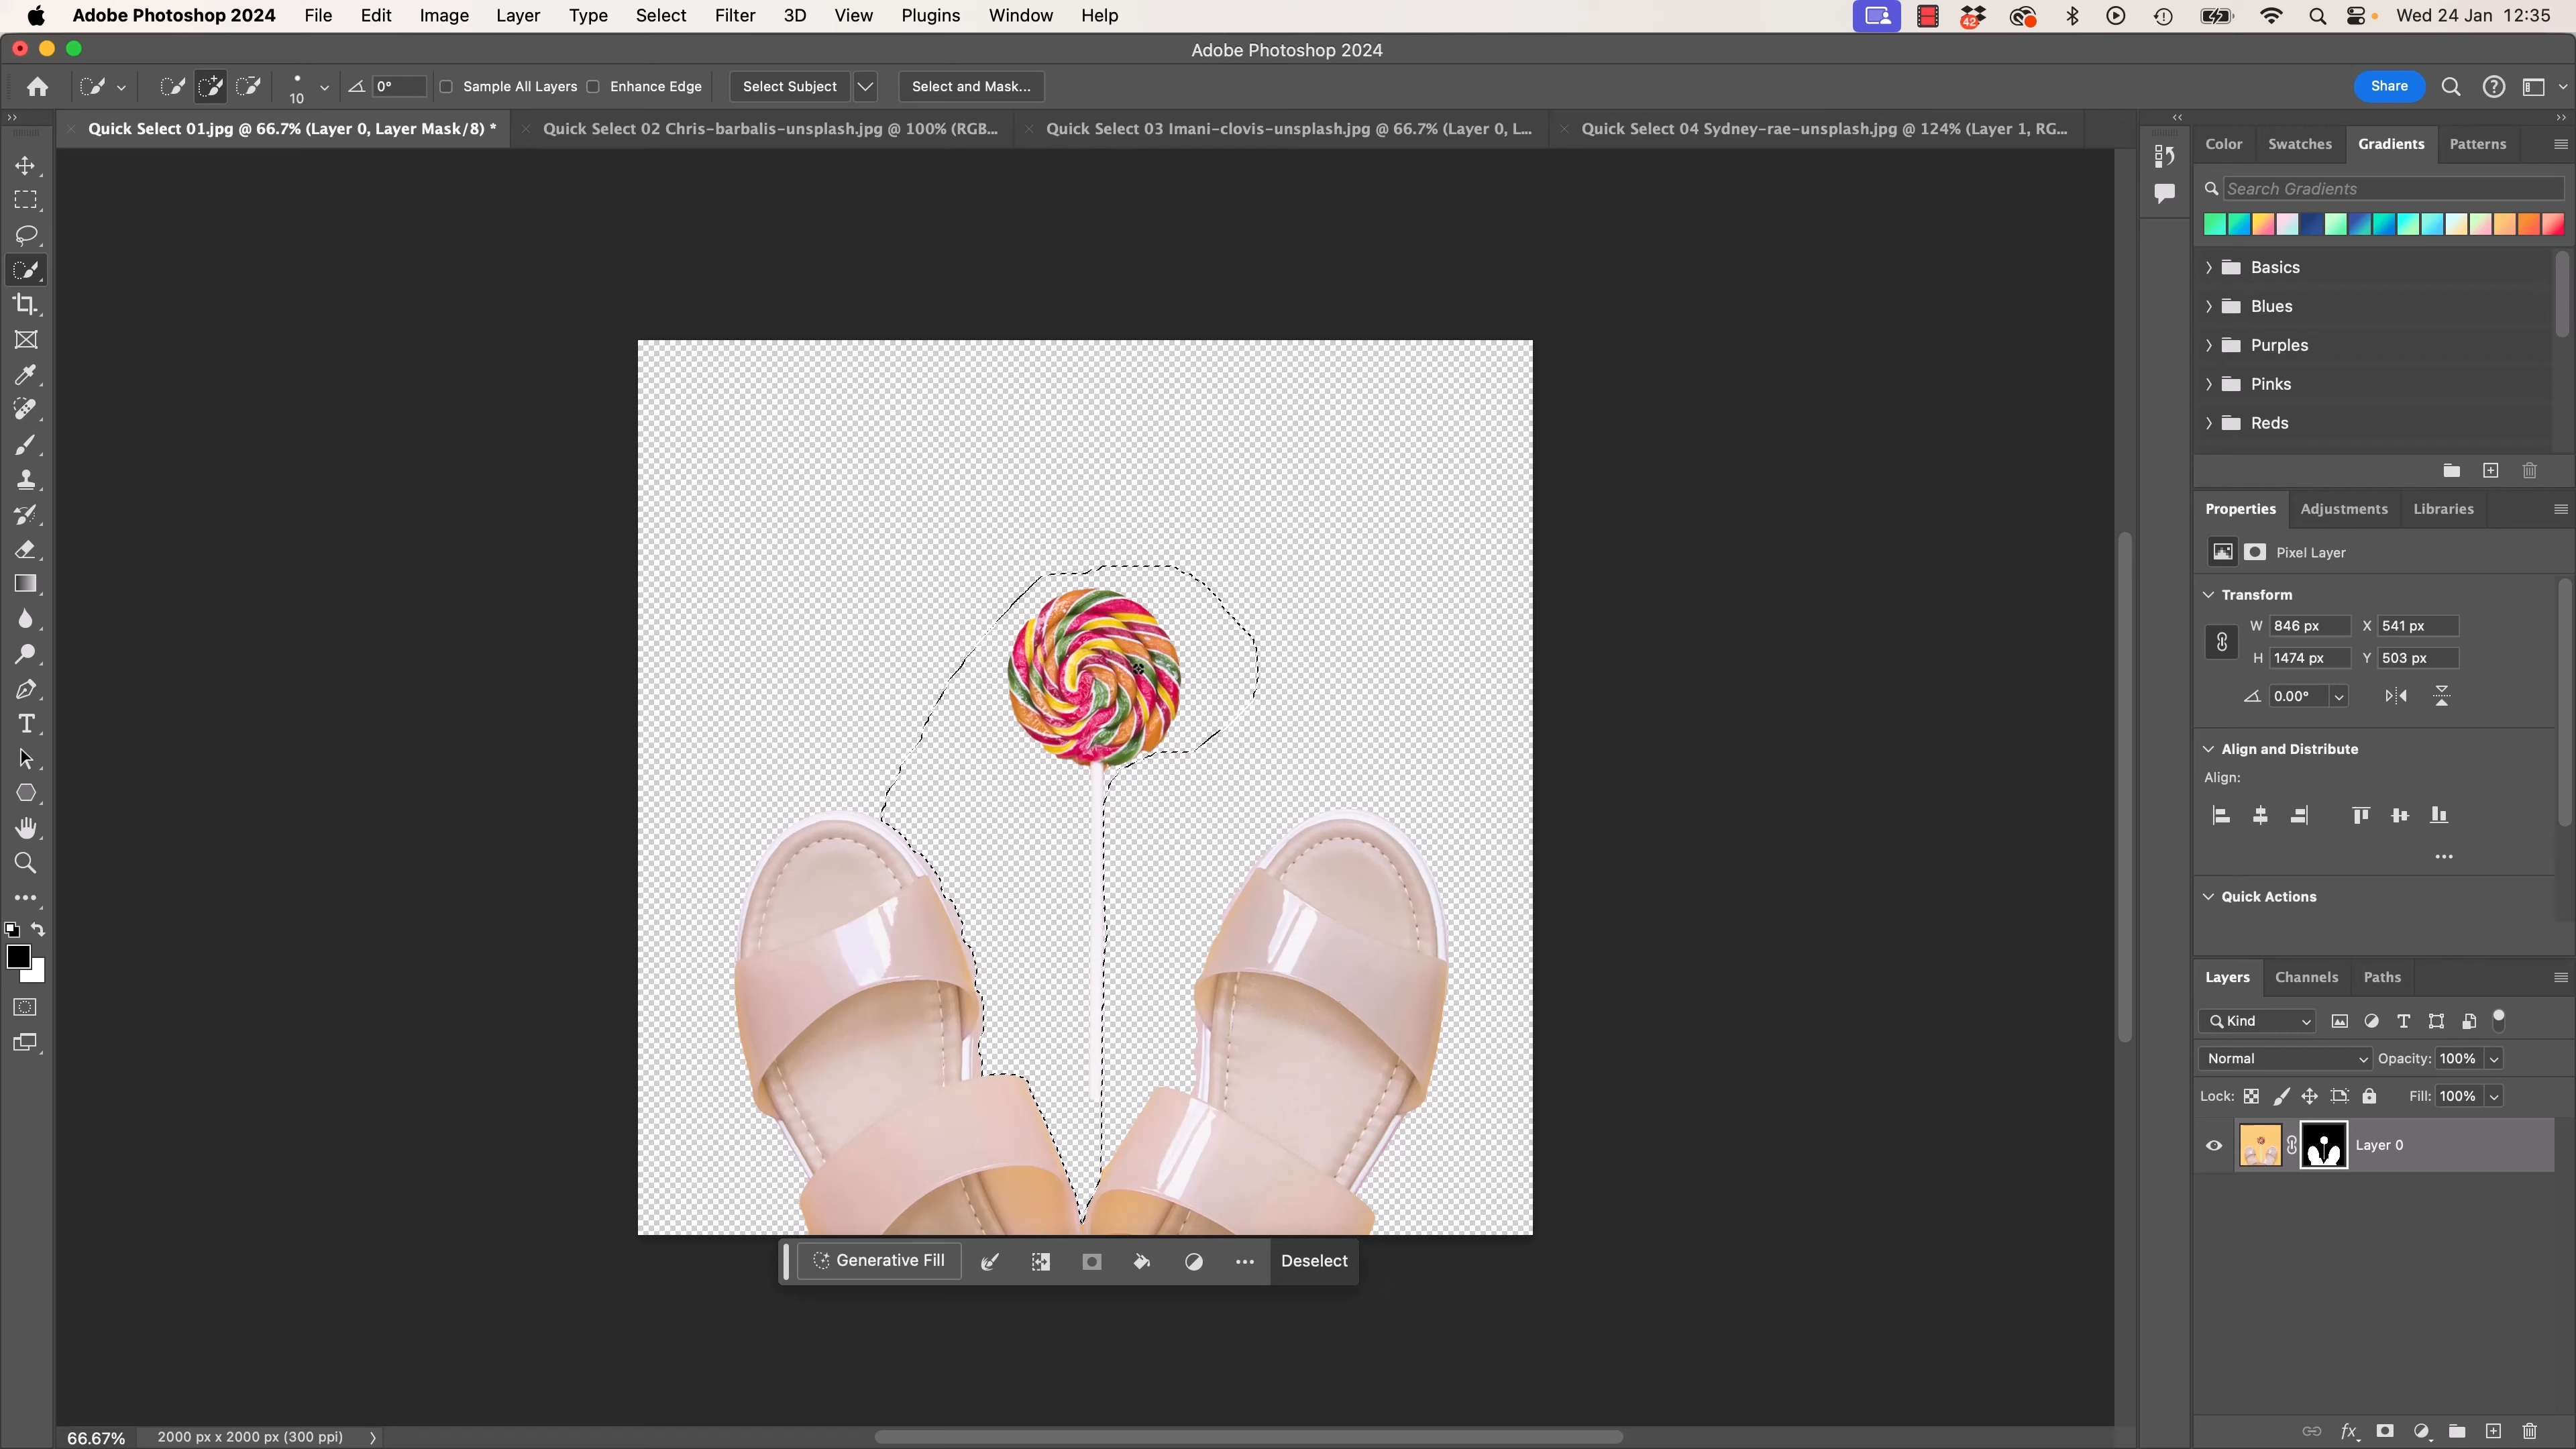 Adobe Photoshop 2024 File Edit Image Layer Type Select Filter 3D View Plugins Window Help 42 Wed 24 Jan 12:35
Adobe Photoshop 2024
10 0° Sample All Layers Enhance Edge Select Subject Select and Mask... Share
Quick Select 01.jpg @ 66.7% (Layer 0, Layer Mask/8) * Quick Select 02 Chris-barbalis-unsplash.jpg @ 100% (RGB... Quick Select 03 Imani-clovis-unsplash.jpg @ 66.7% (Layer 0, L... Quick Select 04 Sydney-rae-unsplash.jpg @ 124% (Layer 1, RG...
Color Swatches Gradients Patterns
Search Gradients
Basics
Blues
Purples
Pinks
Reds
Properties Adjustments Libraries
Pixel Layer
Transform
W 846 px X 541 px
H 1474 px Y 503 px
0.00°
Align and Distribute
Align:
Quick Actions
Layers Channels Paths
Kind
Normal Opacity: 100%
Lock: Fill: 100%
Layer 0
Generative Fill Deselect
66.67% 2000 px x 2000 px (300 ppi)